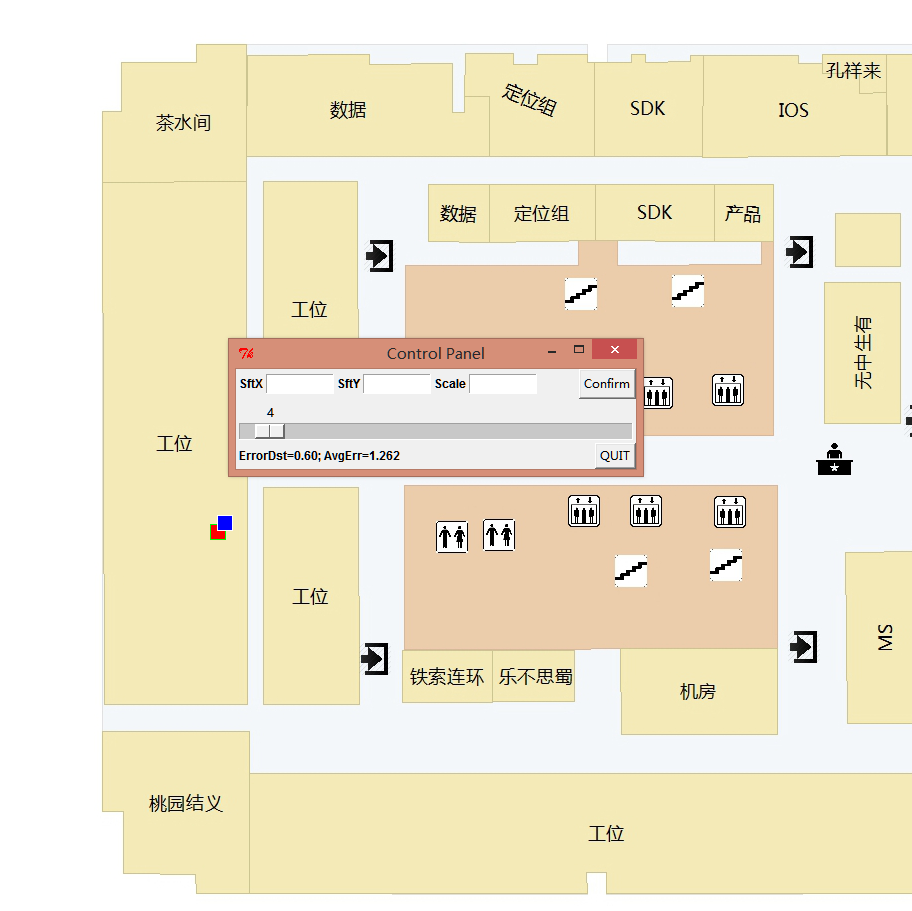 孔祥来
茶水间
数据
定位组
SDK
IOS
数据
定位组
SDK
产品
工位
无中生有
Control Panel
SftX
SftY
Scale
Confirm
4
ErrorDst=0.60; AvgErr=1.262
QUIT
工位
工位
MS
铁索连环
乐不思蜀
机房
桃园结义
工位